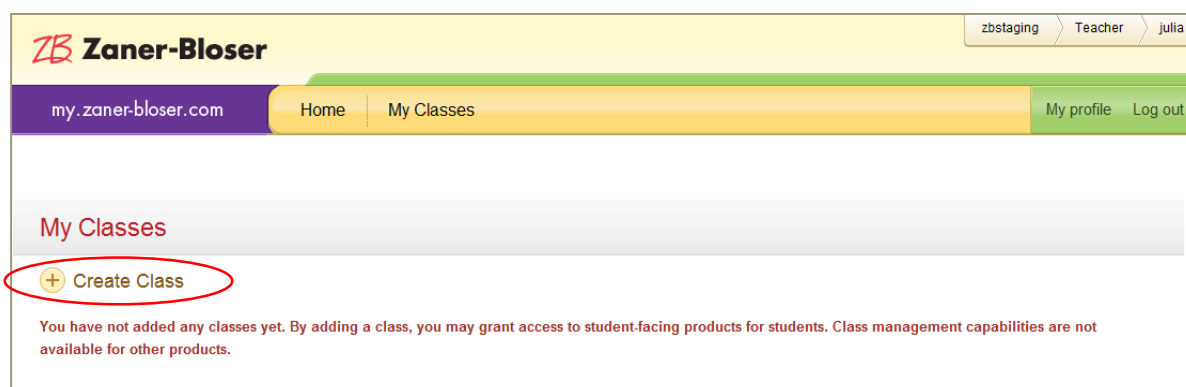 zbstaging Teacher julia
ZB Zaner-Bloser
my.zaner-bloser.com Home My Classes My profile Log out
My Classes
+ Create Class
You have not added any classes yet. By adding a class, you may grant access to student-facing products for students. Class management capabilities are not
available for other products.